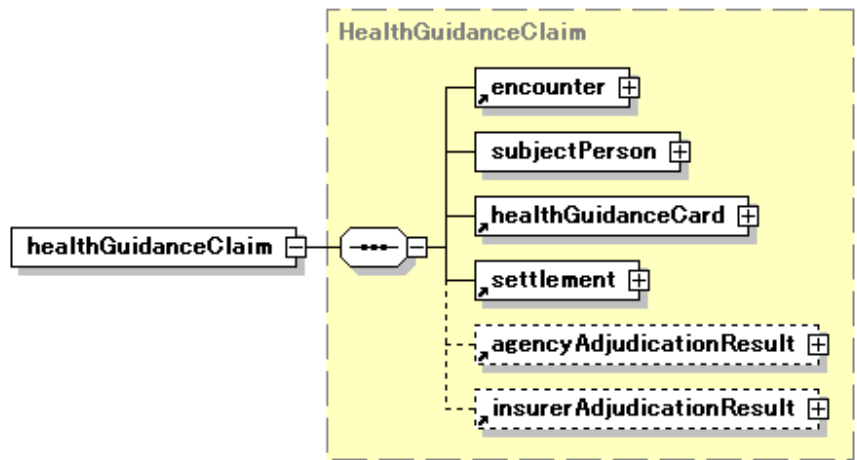 HealthGuidanceClaim
encounter
subjectPerson
healthGuidanceCard
healthGuidanceClaim
settlement
agencyAdjudicationResult
insurerAdjudicationResult